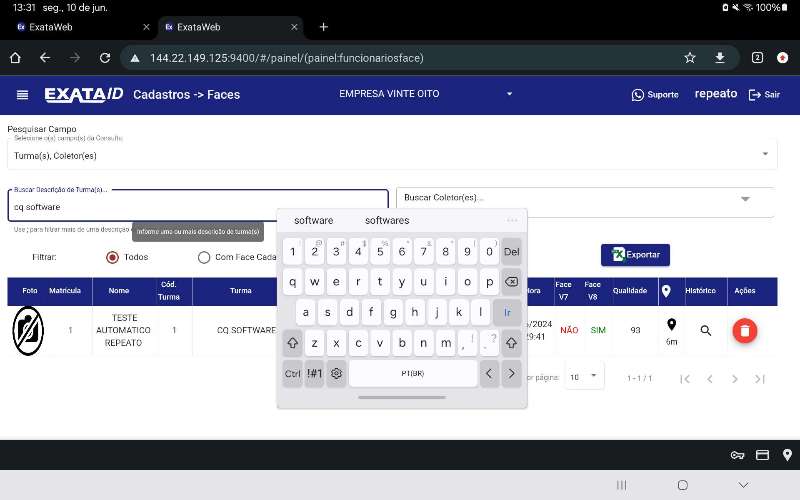 13:31 seg., 10 de jun.
100%
ExataWeb
ExataWeb
144.22.149.125:9400/#/painel/(painel:funcionariosface)
2
EXATAID
Cadastros -> Faces
EMPRESA VINTE OITO
Suporte
repeato
Sair
Pesquisar Campo
Selecione o(s) campo(s) da Consulta
Turma(s), Coletor(es)
Buscar Descrição de Turma(s)...
cq software
Buscar Coletor(es)...
Use ; para filtrar mais de uma descrição
Informe uma ou mais descrição de turma(s)
Filtrar:
Todos
Com Face Cada
Exportar
Foto
Matrícula
Nome
Cód. Turma
Turma
Hora
Face V7
Face V8
Qualidade
Histórico
Ações
1
TESTE AUTOMATICO REPEATO
1
CQ SOFTWARE
/2024
29:41
NÃO
SIM
93
6m
or página:
10
1 - 1 / 1
software
softwares
...
1 2 3 4 5 6 7 8 9 0 Del
q w e r t y u i o p
a s d f g h j k l Ir
z x c v b n m , .
Ctrl !#1 PT(BR)